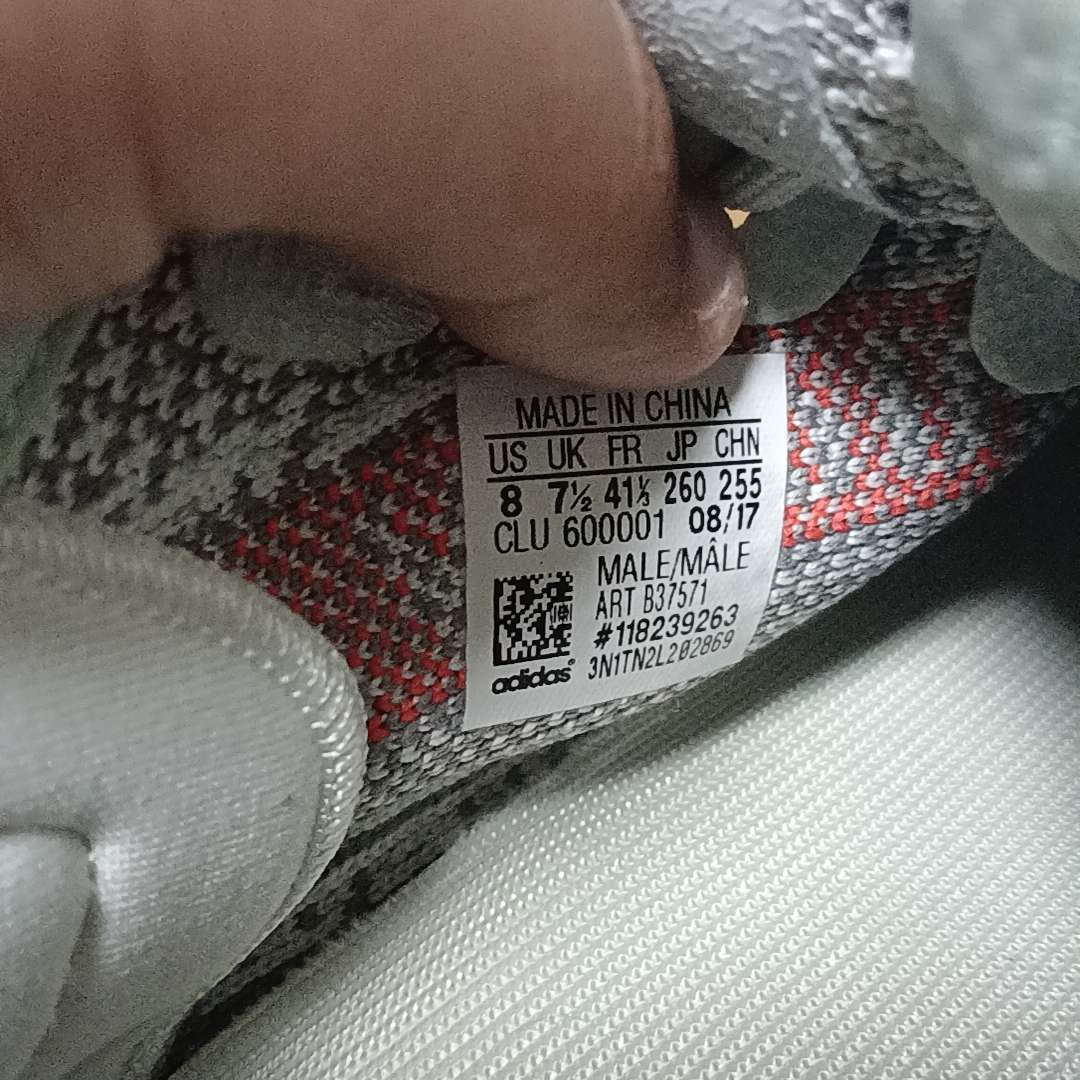 MADE IN CHINA
US UK FR JP CHN
8 7½ 41⅓ 260 255
CLU 600001 08/17
MALE/MÂLE
ART B37571
#118239263
adidas® 3N1TN2L202869